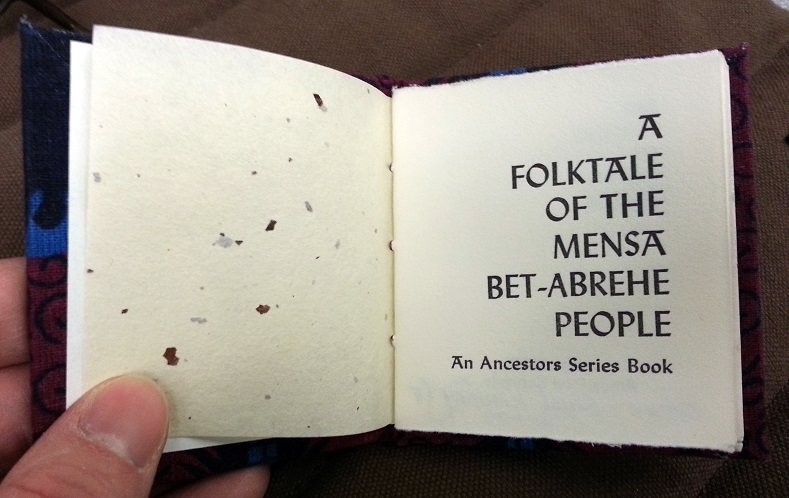 A
FOLKTALE
OF THE
MENSA
BET-ABREHE
PEOPLE
An Ancestors Series Book